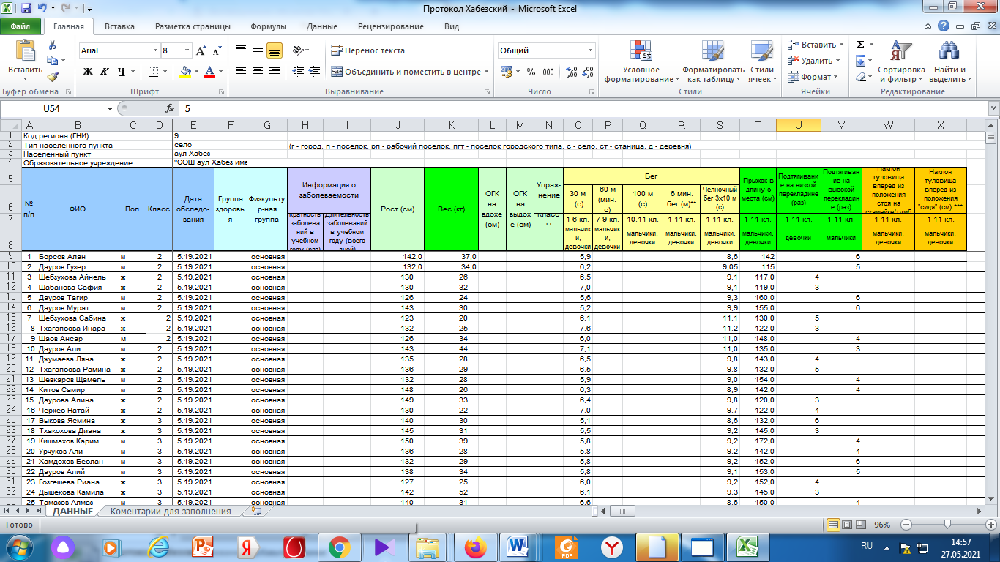 Протокол Хабезский - Microsoft Excel
Файл Главная Вставка Разметка страницы Формулы Данные Рецензирование Вид
Вставить
Arial 8
Ж К Ч
Перенос текста
Объединить и поместить в центре
Общий
% 000
Условное форматирование
Форматировать как таблицу
Стили ячеек
Вставить
Удалить
Формат
Сортировка и фильтр
Найти и выделить
Буфер обмена Шрифт Выравнивание Число Стили Ячейки Редактирование
U54 fx 5
A B C D E F G H I J K L M N O P Q R S T U V W X
1 Код региона (ГНИ) 9
2 Тип населенного пункта село (г - город, п - поселок, рп - рабочий поселок, пгт - поселок городского типа, с - село, ст - станица, д - деревня)
3 Населенный пункт аул Хабез
4 Образовательное учреждение "СОШ аул Хабез име
5
6
7
8
№ п/п
ФИО
Пол
Класс
Дата обследо-вания
Группа здоровья
Физкульту р-ная группа
Информация о заболеваемости
Кратность заболева ний в учебном году (раз)
Длительность заболеваний в учебном году (всего дней)
Рост (см)
Вес (кг)
ОГК на вдохе (см)
ОГК на выдохе (см)
Упраж-нение
Бег
30 м (с)
60 м (мин. с)
100 м (с)
6 мин. бег (м)**
Челночный бег 3х10 м (с)
Прыжок в длину с места (см)
Подтягивание на низкой перекладине (раз)
Подтягивание на высокой перекладине (раз)
Наклон туловища вперед из положения стоя на
Наклон туловища вперед из положения "сидя" (см) ***
1-6 кл. 7-9 кл. 10,11 кл. 1-11 кл. 1-11 кл. 1-11 кл. 1-11 кл. 1-11 кл. 1-11 кл. 1-11 кл.
мальчики, девочки мальчики, девочки мальчики, девочки мальчики, девочки мальчики, девочки мальчики, девочки девочки мальчики мальчики, девочки мальчики, девочки
9 1 Борсов Алан м 2 5.19.2021 основная 142,0 37,0 5,9 8,6 142 6
10 2 Дауров Гузер м 2 5.19.2021 основная 132,0 34,0 6,2 9,05 115 5
11 3 Шебзухова Айнель ж 2 5.19.2021 основная 130 26 6,5 9,1 117,0 4
12 4 Шабанова Сафия ж 2 5.19.2021 основная 130 32 7,0 9,1 119,0 3
13 5 Дауров Тагир м 2 5.19.2021 основная 126 24 5,6 9,3 160,0 6
14 6 Дауров Мурат м 2 5.19.2021 основная 143 30 5,2 9,9 155,0 6
15 7 Шебзухова Сабина ж 2 5.19.2021 основная 123 20 6,1 11,1 130,0 5
16 8 Тхагапсова Инара ж 2 5.19.2021 основная 132 25 7,6 11,2 122,0 3
17 9 Шаов Ансар м 2 5.19.2021 основная 126 34 6,0 11,0 148,0 4
18 10 Дауров Али м 2 5.19.2021 основная 143 44 7,1 11,0 135,0 3
19 11 Джумаева Ляна ж 2 5.19.2021 основная 135 28 6,5 9,8 143,0 4
20 12 Тхагапсова Рамина ж 2 5.19.2021 основная 136 29 6,5 9,8 132,0 5
21 13 Шевкаров Щамель м 2 5.19.2021 основная 132 28 5,9 9,0 154,0 4
22 14 Китов Самир м 2 5.19.2021 основная 148 26 6,3 8,9 142,0 4
23 15 Даурова Алина ж 2 5.19.2021 основная 149 33 6,4 9,8 120,0 3
24 16 Черкес Натай ж 2 5.19.2021 основная 130 22 7,0 9,7 122,0 4
25 17 Выкова Ясмина ж 3 5.19.2021 основная 140 30 5,1 8,6 132,0 6
26 18 Тхакохова Диана ж 3 5.19.2021 основная 145 31 5,5 9,2 145,0 3
27 19 Кишмахов Карим м 3 5.19.2021 основная 150 39 5,8 9,2 172,0 4
28 20 Урчуков Али м 3 5.19.2021 основная 136 28 5,8 9,2 142,0 4
29 21 Хамдохов Беслан м 3 5.19.2021 основная 132 29 5,8 9,2 152,0 6
30 22 Дауров Алий м 3 5.19.2021 основная 138 34 5,8 9,1 153,0 5
31 23 Гозгешева Риана ж 3 5.19.2021 основная 127 25 6,0 9,2 152,0 4
32 24 Дышекова Камила ж 3 5.19.2021 основная 142 52 6,1 9,3 145,0 3
33 25 Тамазов Алмаз м 3 5.19.2021 основная 140 31 6,6 8,6 150,0 4
ДАННЫЕ Коментарии для заполнения
Готово 96%
RU 14:57
27.05.2021